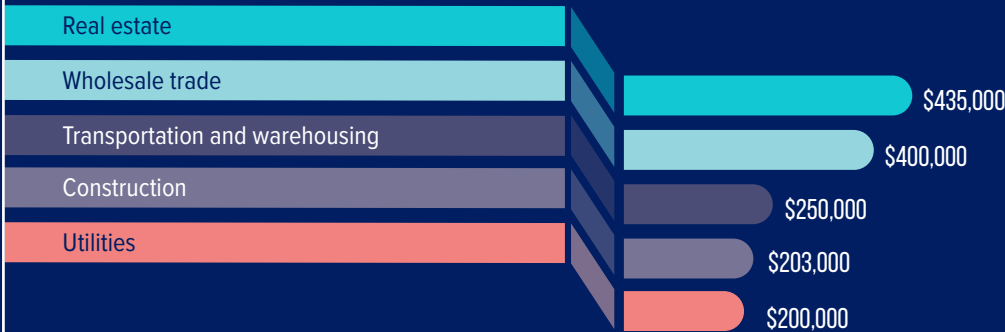 Real estate
$435,000
Wholesale trade
$400,000
Transportation and warehousing
$250,000
Construction
$203,000
Utilities
$200,000